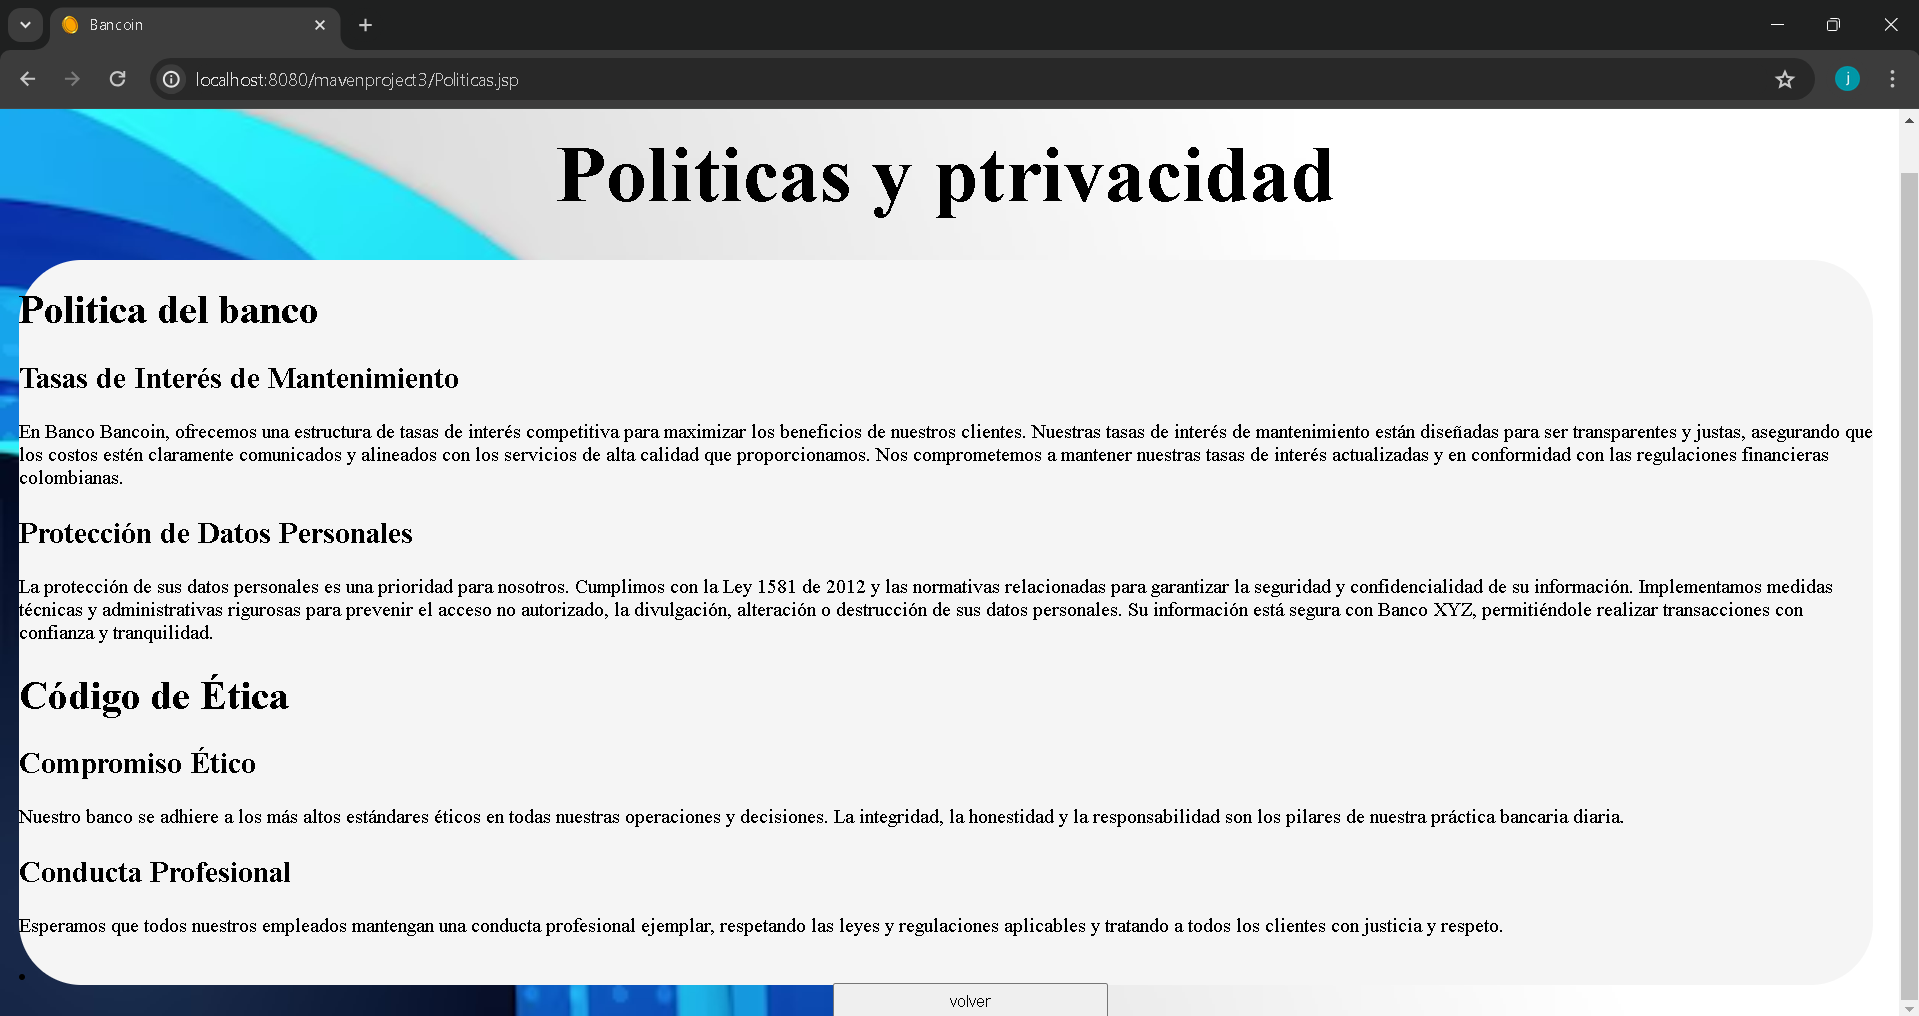 Bancoin
localhost:8080/mavenproject3/Politicas.jsp
j
Politicas y ptrivacidad
Politica del banco
Tasas de Interés de Mantenimiento
En Banco Bancoin, ofrecemos una estructura de tasas de interés competitiva para maximizar los beneficios de nuestros clientes. Nuestras tasas de interés de mantenimiento están diseñadas para ser transparentes y justas, asegurando que
los costos estén claramente comunicados y alineados con los servicios de alta calidad que proporcionamos. Nos comprometemos a mantener nuestras tasas de interés actualizadas y en conformidad con las regulaciones financieras
colombianas.
Protección de Datos Personales
La protección de sus datos personales es una prioridad para nosotros. Cumplimos con la Ley 1581 de 2012 y las normativas relacionadas para garantizar la seguridad y confidencialidad de su información. Implementamos medidas
técnicas y administrativas rigurosas para prevenir el acceso no autorizado, la divulgación, alteración o destrucción de sus datos personales. Su información está segura con Banco XYZ, permitiéndole realizar transacciones con
confianza y tranquilidad.
Código de Ética
Compromiso Ético
Nuestro banco se adhiere a los más altos estándares éticos en todas nuestras operaciones y decisiones. La integridad, la honestidad y la responsabilidad son los pilares de nuestra práctica bancaria diaria.
Conducta Profesional
Esperamos que todos nuestros empleados mantengan una conducta profesional ejemplar, respetando las leyes y regulaciones aplicables y tratando a todos los clientes con justicia y respeto.
volver